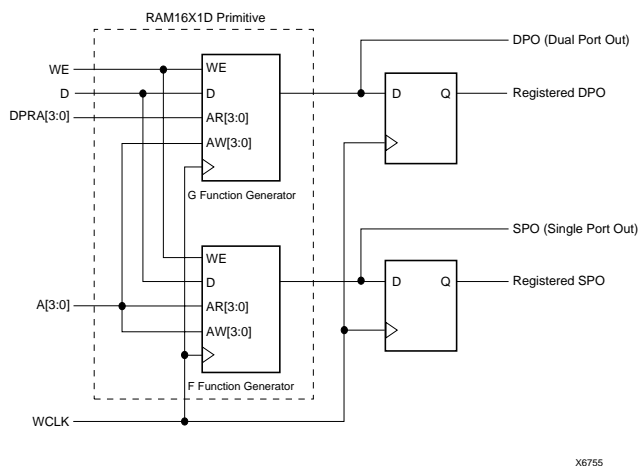 RAM16X1D Primitive
WE
D
DPRA[3:0]
A[3:0]
WCLK
WE
D
AR[3:0]
AW[3:0]
G Function Generator
WE
D
AR[3:0]
AW[3:0]
F Function Generator
D Q
D Q
DPO (Dual Port Out)
Registered DPO
SPO (Single Port Out)
Registered SPO
X6755